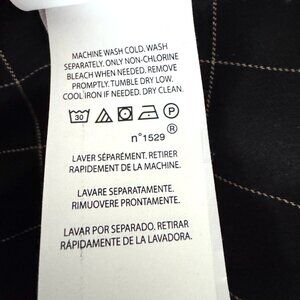 MACHINE WASH COLD. WASH
SEPARATELY. ONLY NON-CHLORINE
BLEACH WHEN NEEDED. REMOVE
PROMPTLY. TUMBLE DRY LOW.
COOL IRON IF NEEDED. DRY CLEAN.
30 P
n°1529 ®
LAVER SÉPARÉMENT. RETIRER
RAPIDEMENT DE LA MACHINE.
LAVARE SEPARATAMENTE.
RIMUOVERE PRONTAMENTE.
LAVAR POR SEPARADO. RETIRAR
RÁPIDAMENTE DE LA LAVADORA.